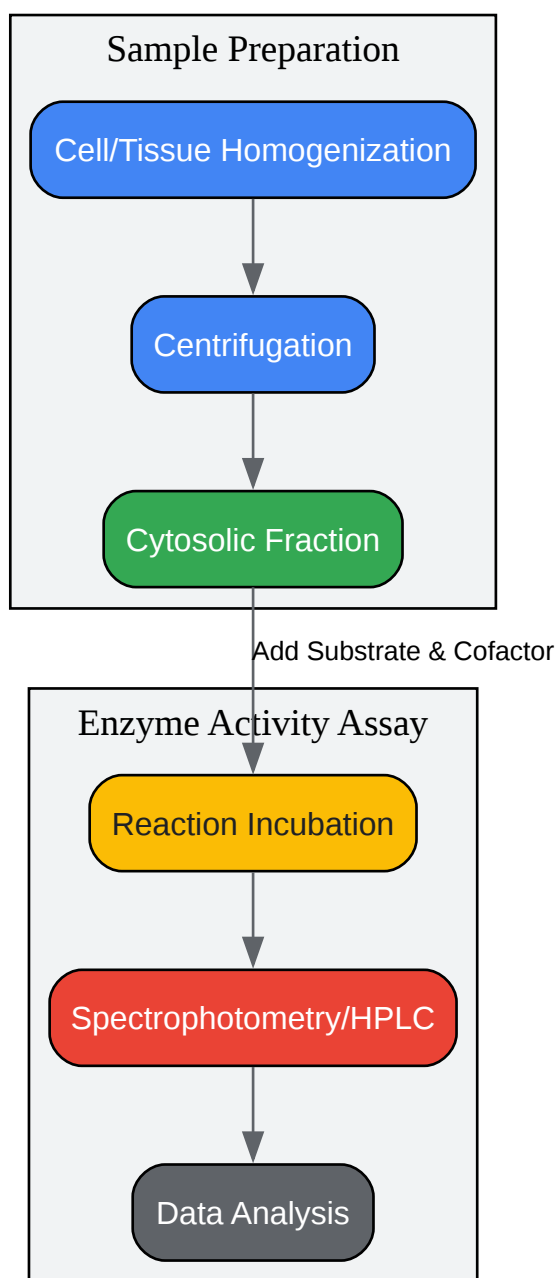 Sample Preparation
Cell/Tissue Homogenization
Centrifugation
Cytosolic Fraction
Add Substrate & Cofactor
Enzyme Activity Assay
Reaction Incubation
Spectrophotometry/HPLC
Data Analysis